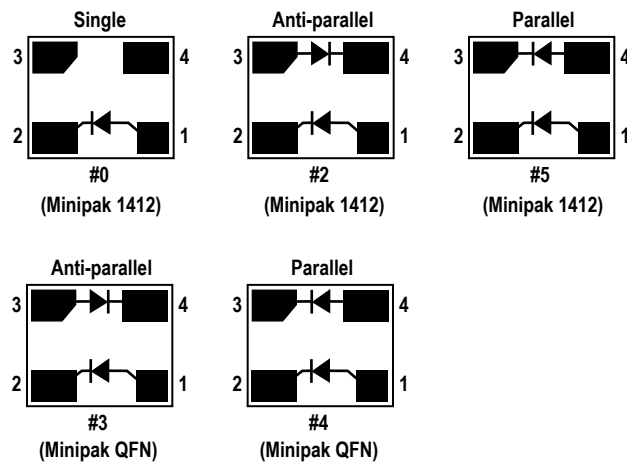 Single
3
4
2
1
#0
(Minipak 1412)
Anti-parallel
3
4
2
1
#2
(Minipak 1412)
Parallel
3
4
2
1
#5
(Minipak 1412)
Anti-parallel
3
4
2
1
#3
(Minipak QFN)
Parallel
3
4
2
1
#4
(Minipak QFN)